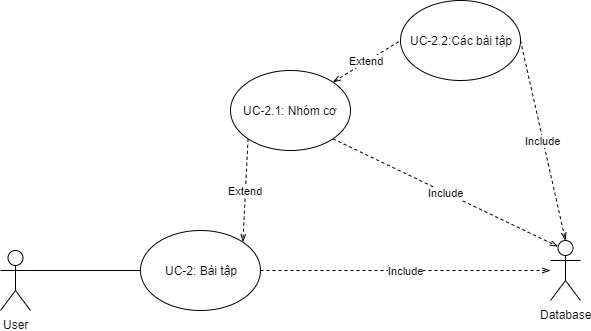 UC-2.2:Các bài tập
Extend
UC-2.1: Nhóm cơ
Include
Extend
Include
UC-2: Bài tập
Include
User
Database